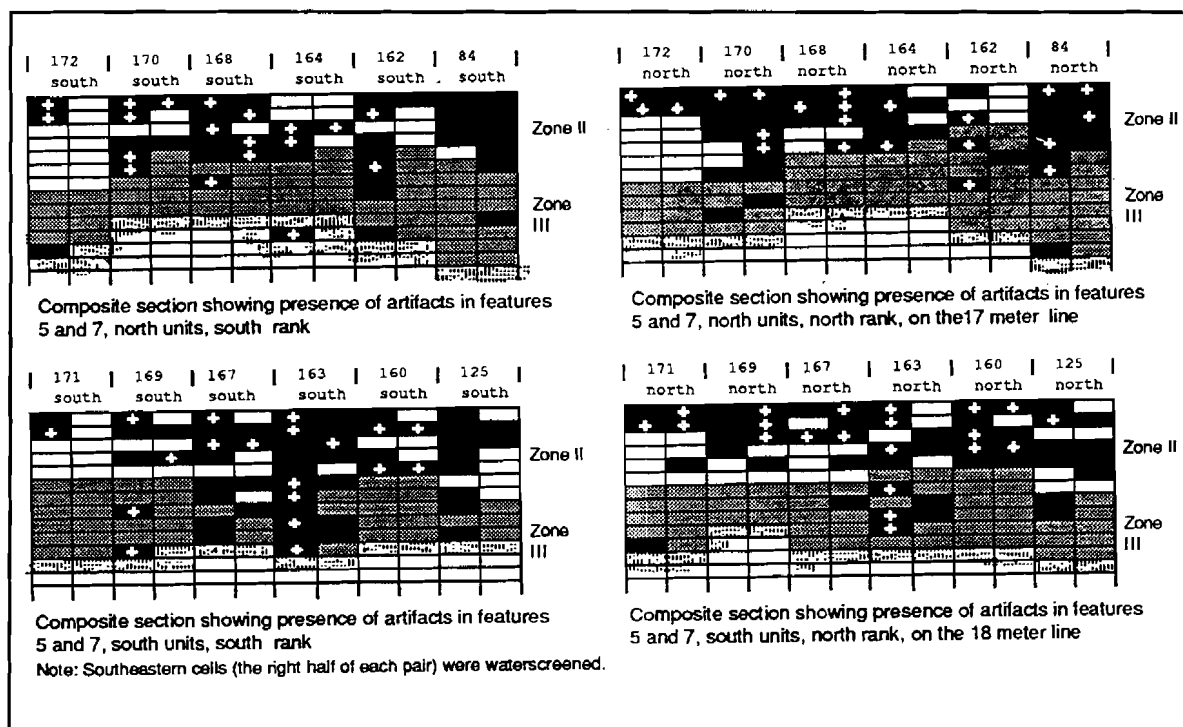 172 170 168 164 162 84
south south south south south south
Zone II
Zone
III
Composite section showing presence of artifacts in features
5 and 7, north units, south rank
172 170 168 164 162 84
north north north north north north
Zone II
Zone
III
Composite section showing presence of artifacts in features
5 and 7, north units, north rank, on the17 meter line
171 169 167 163 160 125
south south south south south south
Zone II
Zone
III
Composite section showing presence of artifacts in features
5 and 7, south units, south rank
Note: Southeastern cells (the right half of each pair) were waterscreened.
171 169 167 163 160 125
north north north north north north
Zone II
Zone
III
Composite section showing presence of artifacts in features
5 and 7, south units, north rank, on the 18 meter line